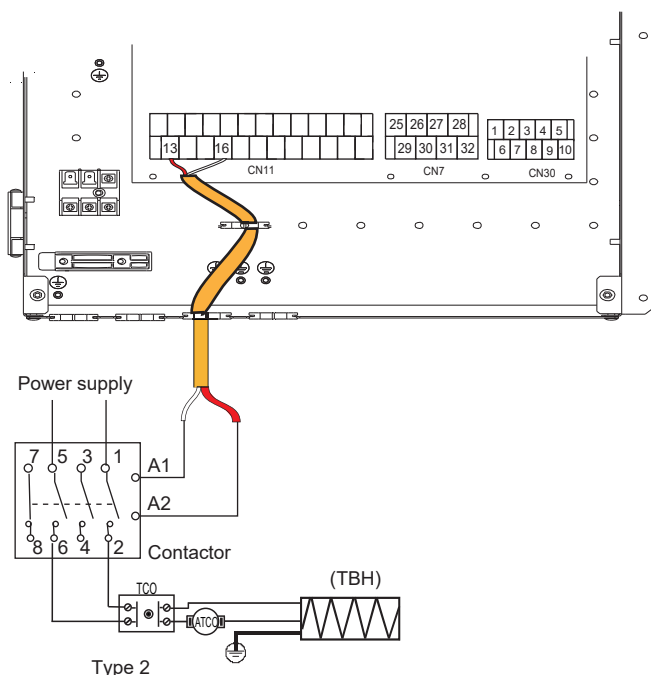 25 26 27 28
1 2 3 4 5
13 16
29 30 31 32
6 7 8 9 10
CN11
CN7
CN30
Power supply
7 5 3 1
A1
A2
8 6 4 2
Contactor
TCO
(TBH)
ATCO
Type 2